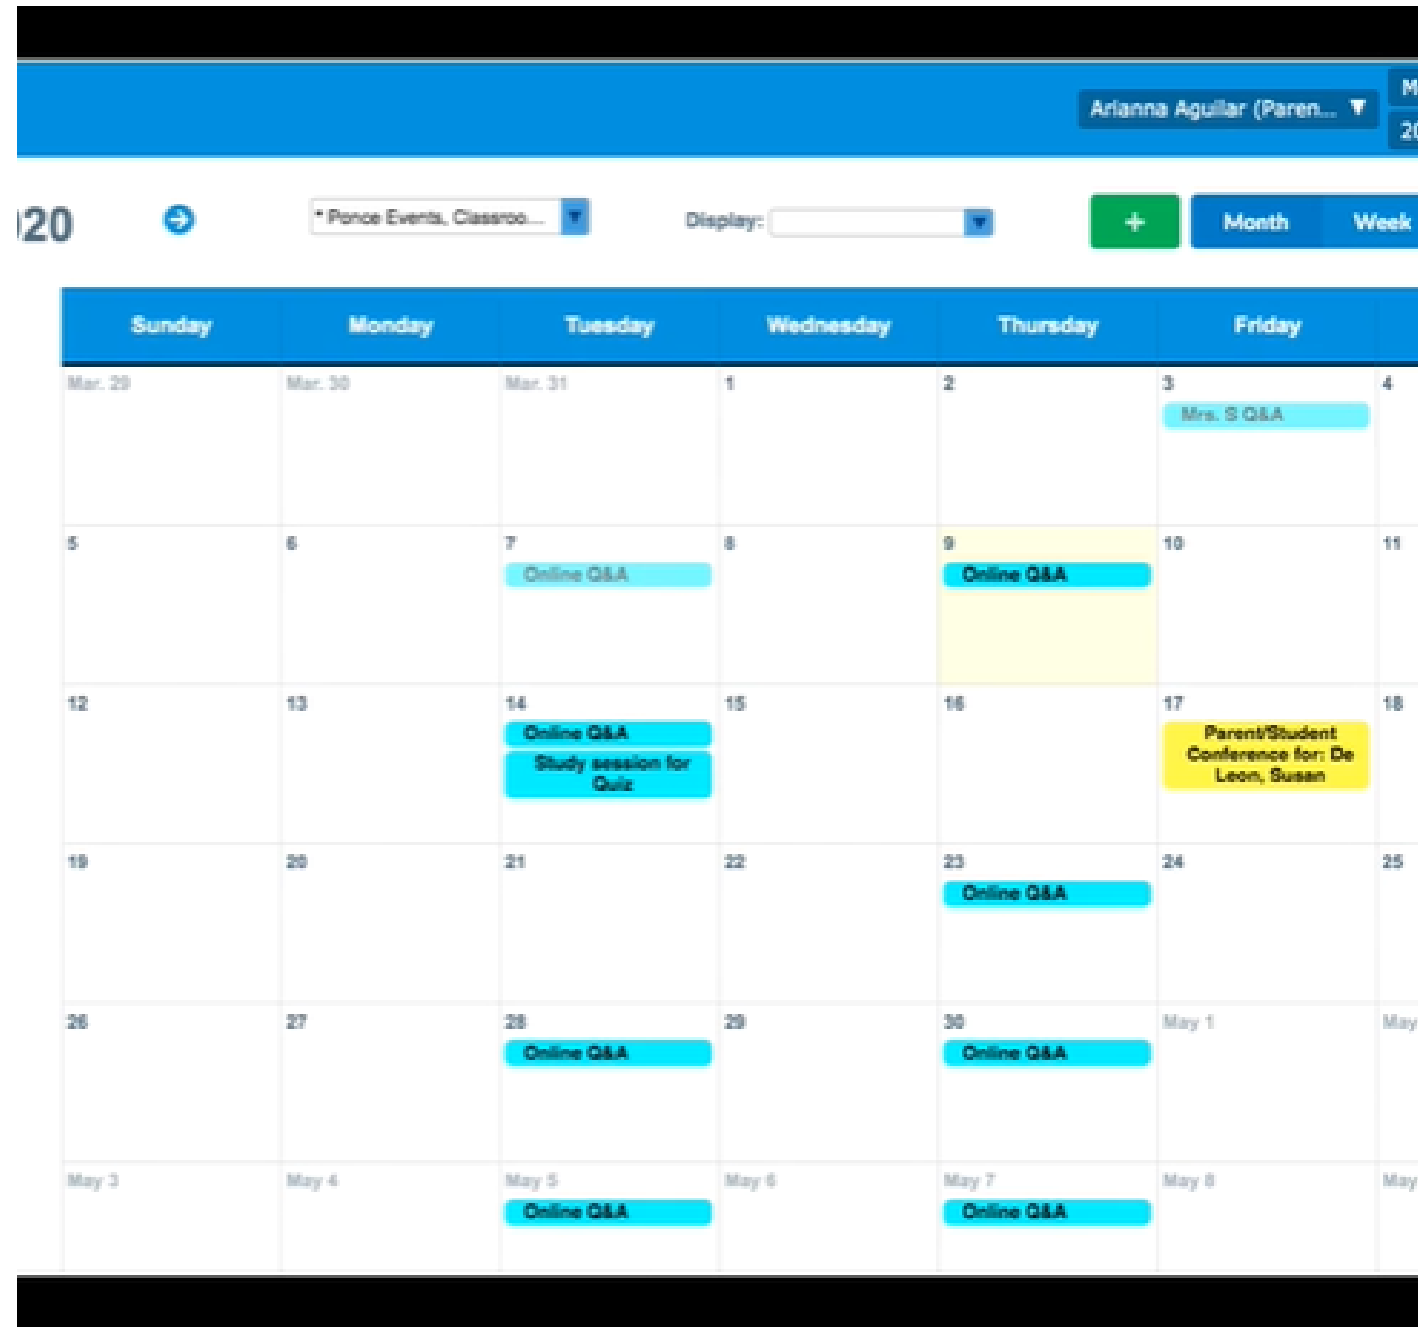 M
Arianna Aguilar (Paren... ▼
20
020
* Ponce Events, Classroo....
Display:
+
Month
Week
Sunday
Monday
Tuesday
Wednesday
Thursday
Friday
Mar. 29
Mar. 30
Mar. 31
1
2
3
4
Mrs. S Q&A
5
6
7
8
9
10
11
Online Q&A
Online Q&A
12
13
14
15
16
17
18
Online Q&A
Study session for
Quiz
Parent/Student
Conference for: De
Leon, Susan
19
20
21
22
23
24
25
Online Q&A
26
27
28
29
30
May 1
May
Online Q&A
Online Q&A
May 3
May 4
May 5
May 6
May 7
May 8
May
Online Q&A
Online Q&A